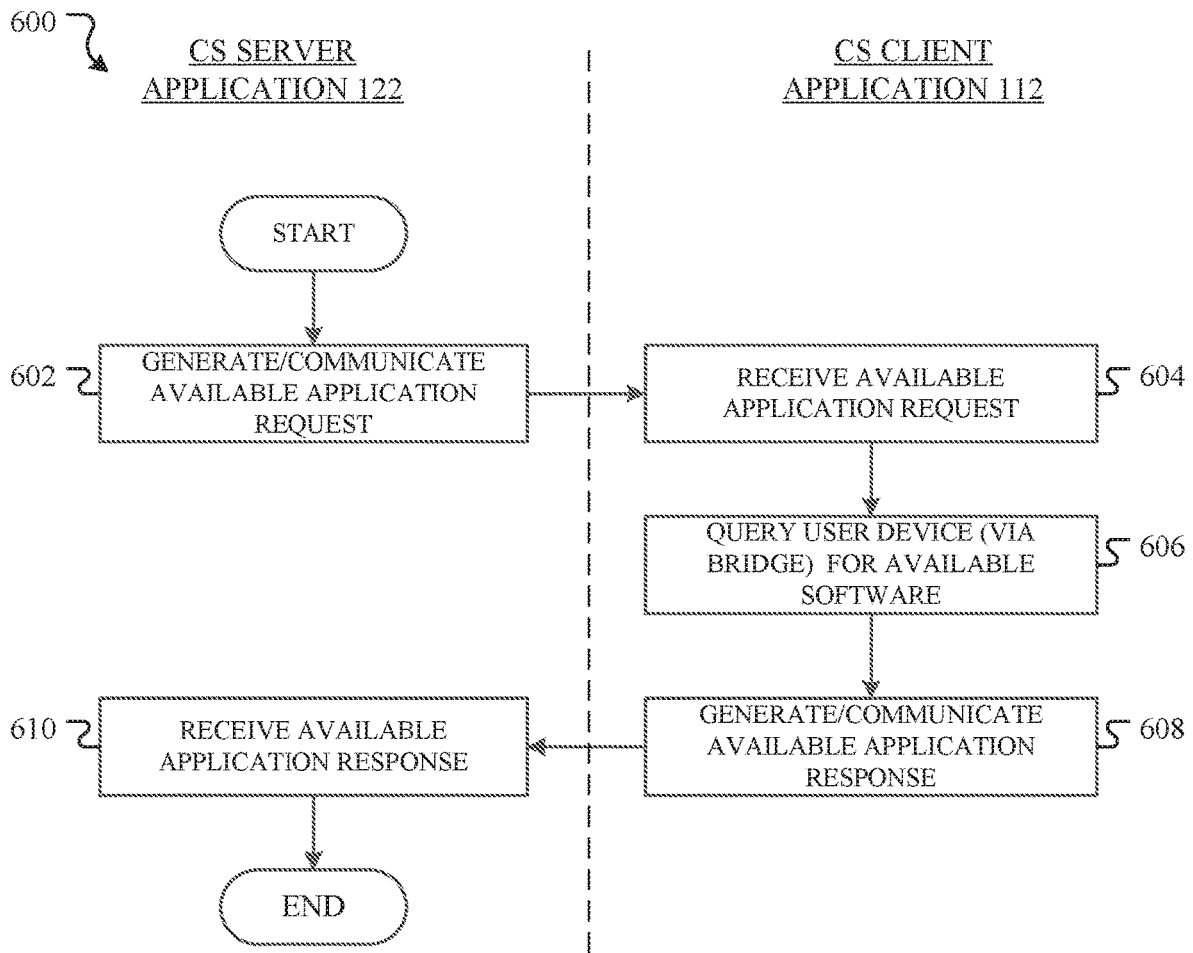 600
CS SERVER
APPLICATION 122
CS CLIENT
APPLICATION 112
START
602
GENERATE/COMMUNICATE
AVAILABLE APPLICATION
REQUEST
RECEIVE AVAILABLE
APPLICATION REQUEST
604
QUERY USER DEVICE (VIA
BRIDGE) FOR AVAILABLE
SOFTWARE
606
610
RECEIVE AVAILABLE
APPLICATION RESPONSE
GENERATE/COMMUNICATE
AVAILABLE APPLICATION
RESPONSE
608
END